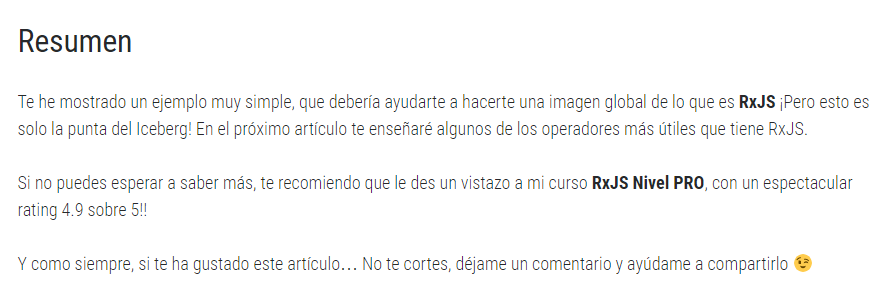 Resumen
Te he mostrado un ejemplo muy simple, que debería ayudarte a hacerte una imagen global de lo que es RxJS ¡Pero esto es
solo la punta del Iceberg! En el próximo artículo te enseñaré algunos de los operadores más útiles que tiene RxJS.
Si no puedes esperar a saber más, te recomiendo que le des un vistazo a mi curso RxJS Nivel PRO, con un espectacular
rating 4.9 sobre 5!!
Y como siempre, si te ha gustado este artículo… No te cortes, déjame un comentario y ayúdame a compartirlo 😉